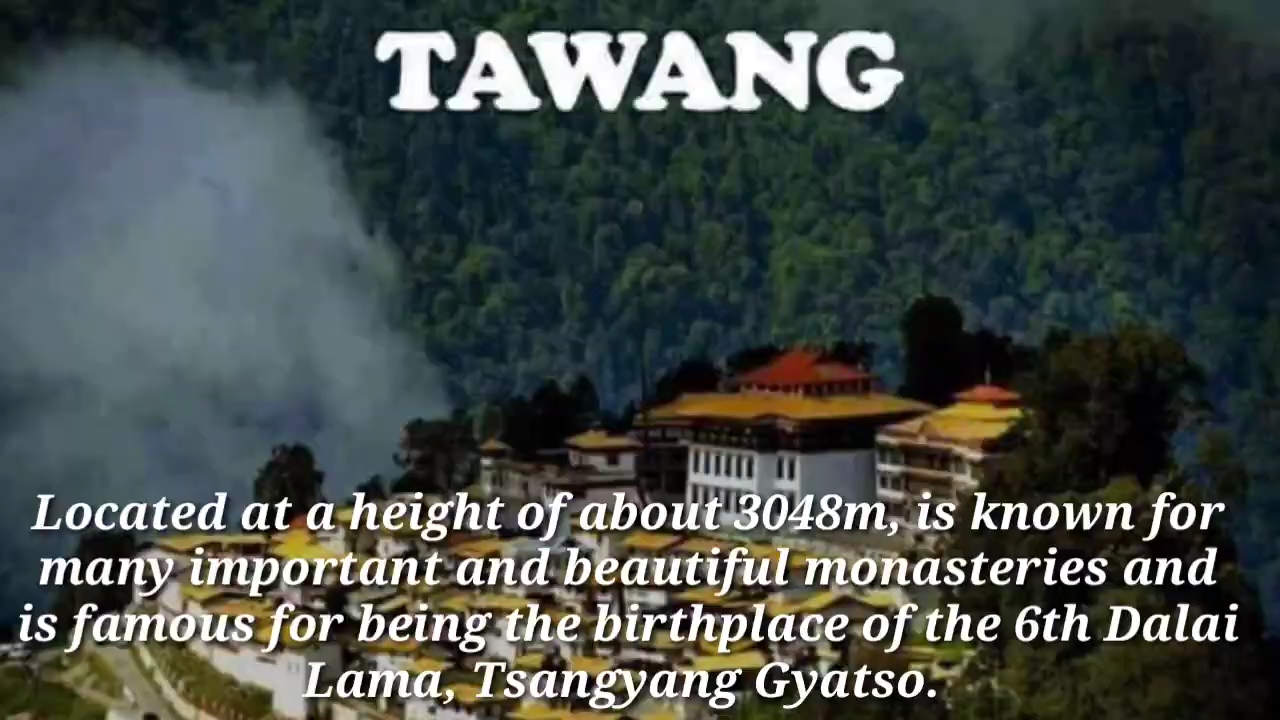 TAWANG
Located at a height of about 3048m, is known for
many important and beautiful monasteries and
is famous for being the birthplace of the 6th Dalai
Lama, Tsangyang Gyatso.